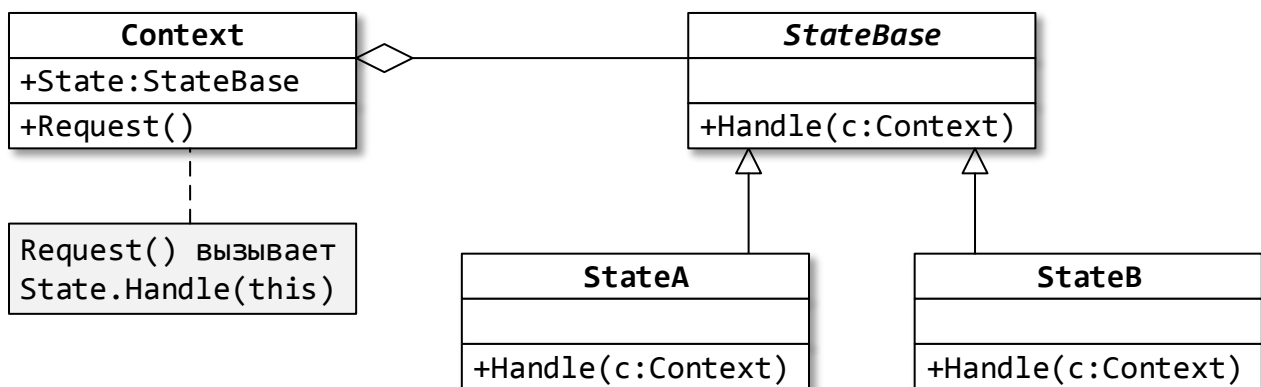 Context
+State:StateBase
+Request()
Request() вызывает
State.Handle(this)
StateBase
+Handle(c:Context)
StateA
+Handle(c:Context)
StateB
+Handle(c:Context)